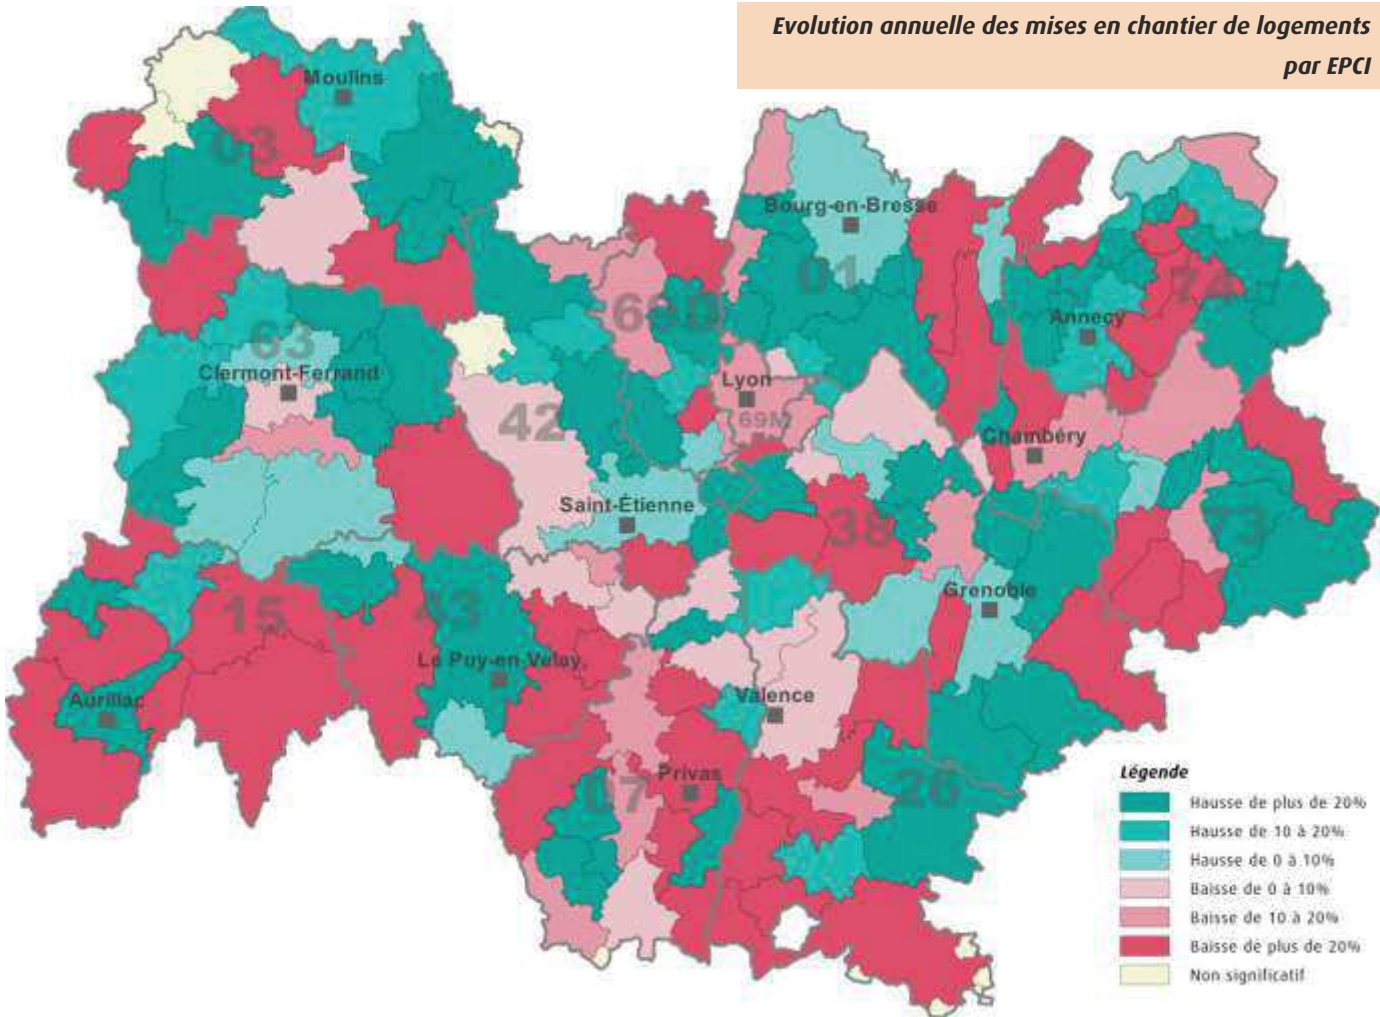 Evolution annuelle des mises en chantier de logements
par EPCI
Moulins
03
Bourg-en-Bresse
01
74
69D
Annecy
63
Clermont-Ferrand
Lyon
69M
42
Chambéry
Saint-Étienne
38
73
Grenoble
15
43
Le Puy-en-Velay
Aurillac
Valence
Privas
07
26
Légende
Hausse de plus de 20%
Hausse de 10 à 20%
Hausse de 0 à 10%
Baisse de 0 à 10%
Baisse de 10 à 20%
Baisse de plus de 20%
Non significatif